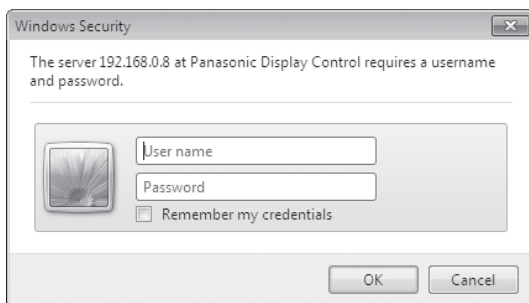 Windows Security
The server 192.168.0.8 at Panasonic Display Control requires a username
and password.
User name
Password
Remember my credentials
OK
Cancel